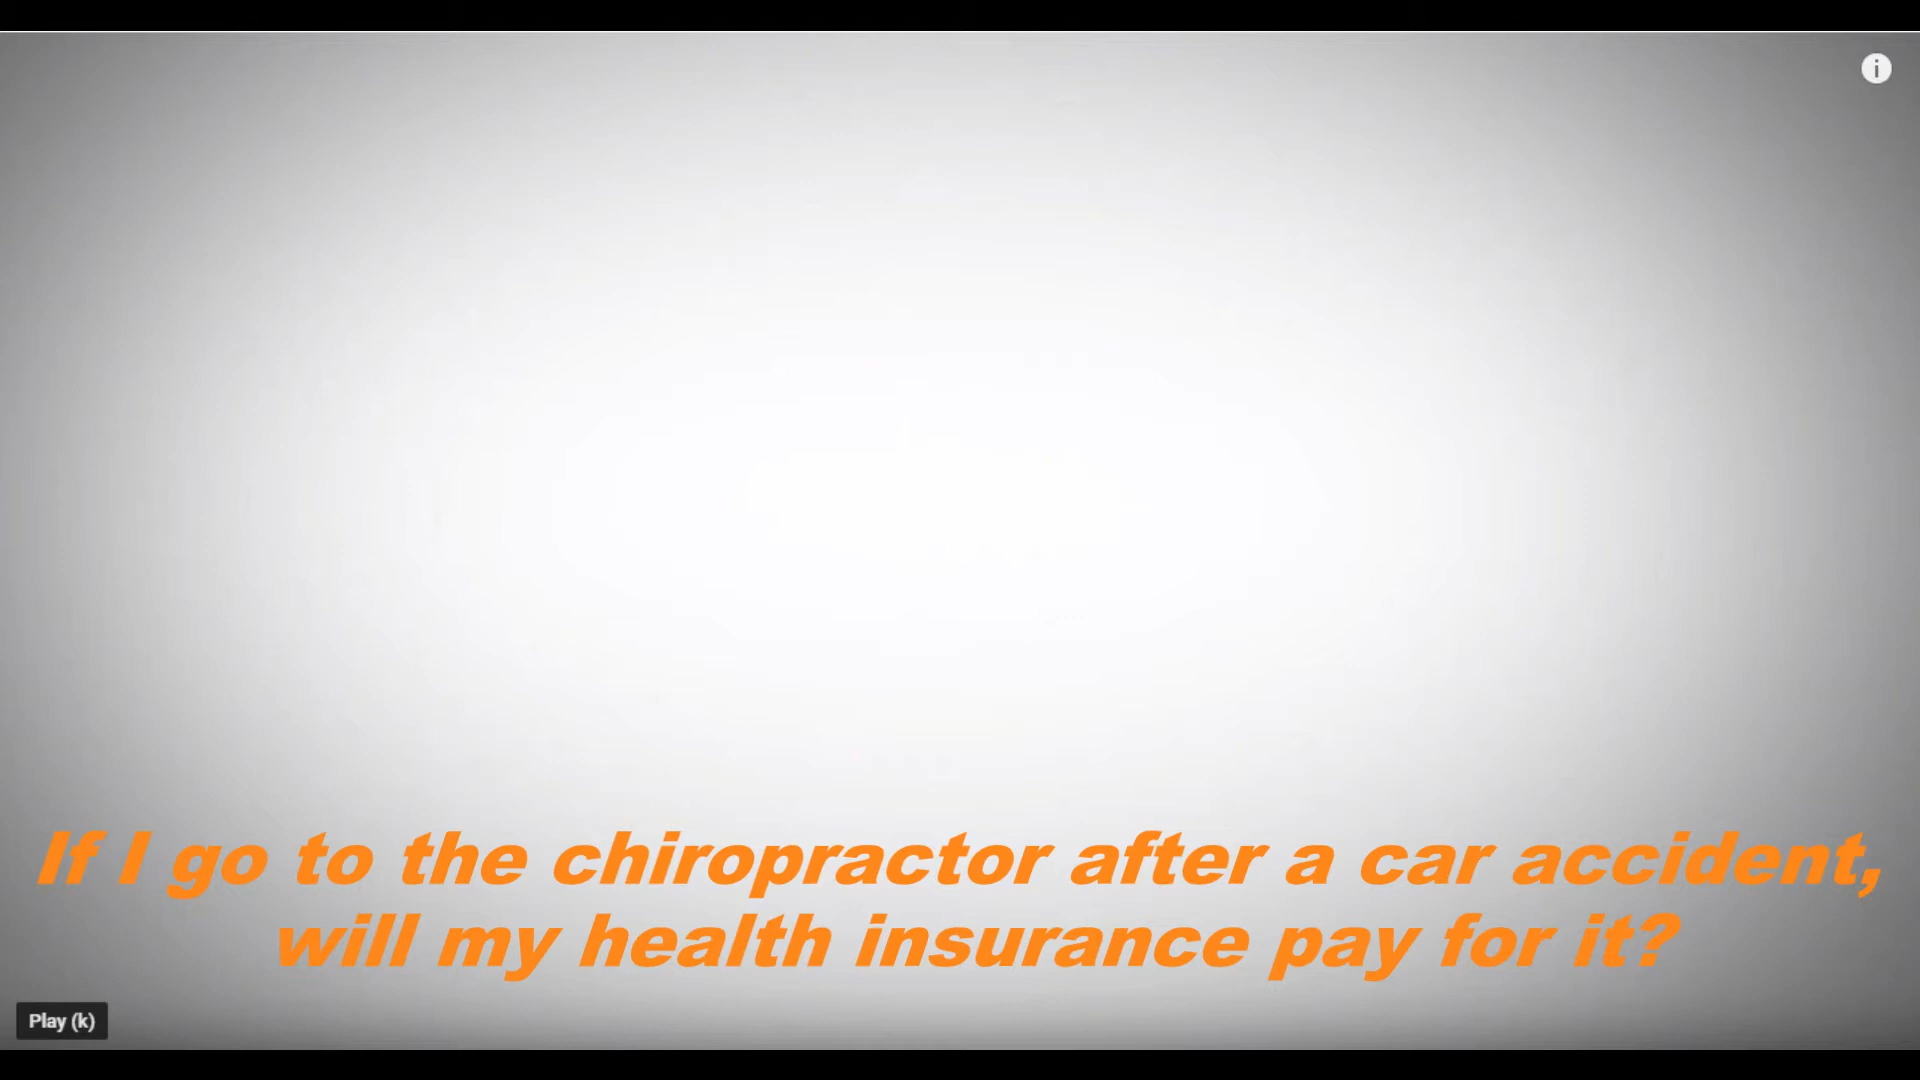 If I go to the chiropractor after a car accident,
will my health insurance pay for it?
Play (k)